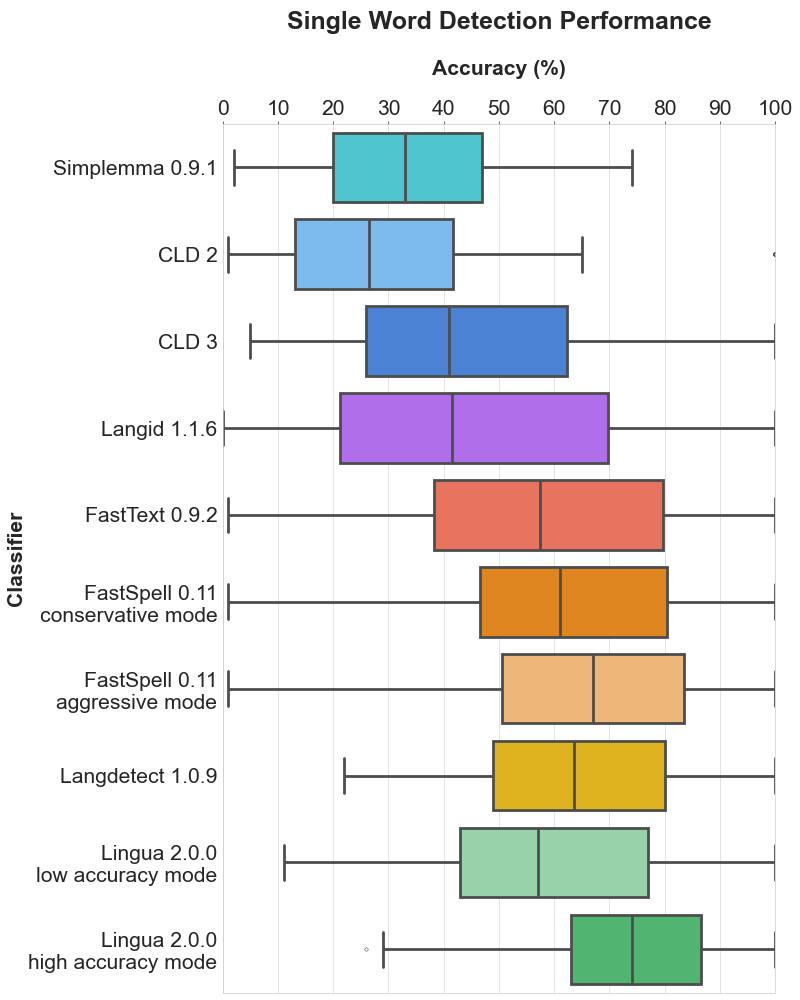 Single Word Detection Performance
Accuracy (%)
0 10 20 30 40 50 60 70 80 90 100
Simplemma 0.9.1
CLD 2
CLD 3
Langid 1.1.6
FastText 0.9.2
Classifier
FastSpell 0.11
conservative mode
FastSpell 0.11
aggressive mode
Langdetect 1.0.9
Lingua 2.0.0
low accuracy mode
Lingua 2.0.0
high accuracy mode